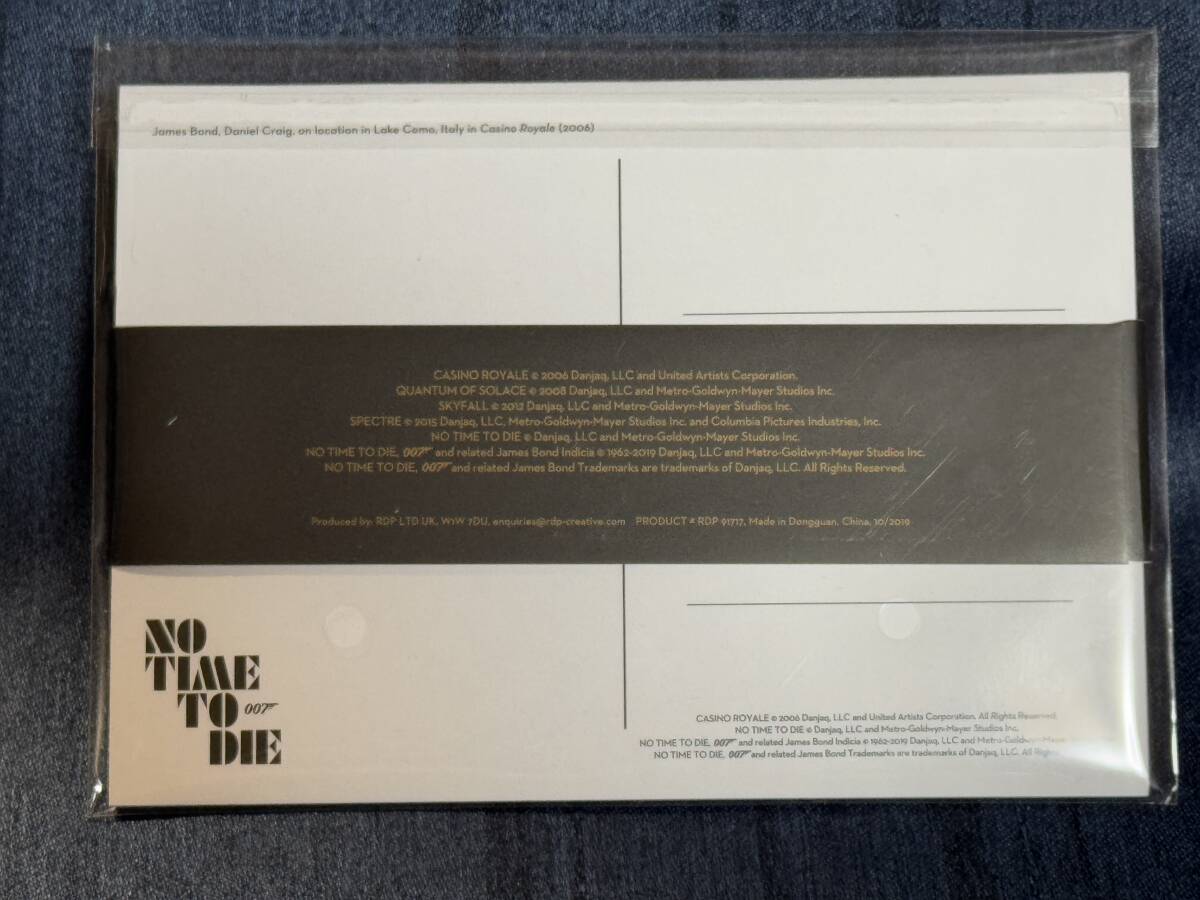 James Bond, Daniel Craig, on location in Lake Como, Italy in Casino Royale (2006)
CASINO ROYALE © 2006 Danjaq, LLC and United Artists Corporation.
QUANTUM OF SOLACE © 2008 Danjaq, LLC and Metro-Goldwyn-Mayer Studios Inc.
SKYFALL © 2012 Danjaq, LLC and Metro-Goldwyn-Mayer Studios Inc.
SPECTRE © 2015 Danjaq, LLC, Metro-Goldwyn-Mayer Studios Inc. and Columbia Pictures Industries, Inc.
NO TIME TO DIE © Danjaq, LLC and Metro-Goldwyn-Mayer Studios Inc.
NO TIME TO DIE, 007 and related James Bond Indicia © 1962-2019 Danjaq, LLC and Metro-Goldwyn-Mayer Studios Inc.
NO TIME TO DIE, 007 and related James Bond Trademarks are trademarks of Danjaq, LLC. All Rights Reserved.
Produced by: RDP LTD UK, W1W 7DU, enquiries@rdp-creative.com PRODUCT # RDP 91717, Made in Dongguan, China, 10/2019
NO
TIME
TO 007
DIE
CASINO ROYALE © 2006 Danjaq, LLC and United Artists Corporation. All Rights Reserved.
NO TIME TO DIE © Danjaq, LLC and Metro-Goldwyn-Mayer Studios Inc.
NO TIME TO DIE, 007 and related James Bond Indicia © 1962-2019 Danjaq, LLC and Metro-Goldwyn-Mayer
NO TIME TO DIE, 007 and related James Bond Trademarks are trademarks of Danjaq, LLC. All Rights